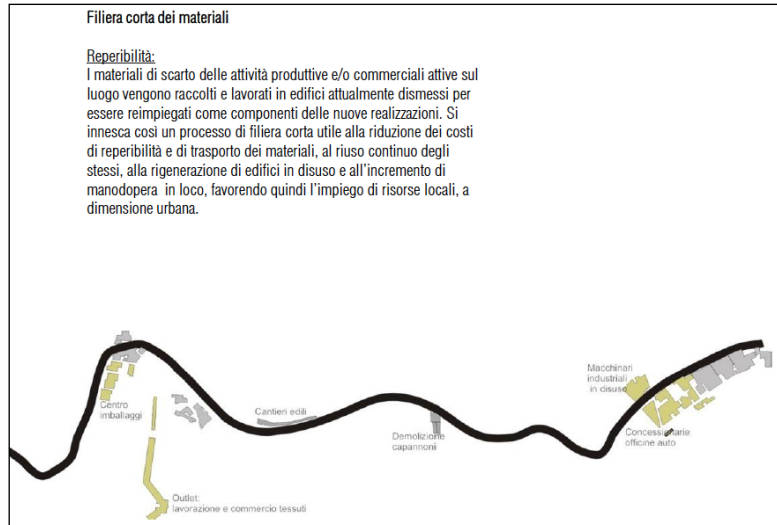 Filiera corta dei materiali
Reperibilità:
I materiali di scarto delle attività produttive e/o commerciali attive sul
luogo vengono raccolti e lavorati in edifici attualmente dismessi per
essere reimpiegati come componenti delle nuove realizzazioni. Si
innesca così un processo di filiera corta utile alla riduzione dei costi
di reperibilità e di trasporto dei materiali, al riuso continuo degli
stessi, alla rigenerazione di edifici in disuso e all'incremento di
manodopera in loco, favorendo quindi l'impiego di risorse locali, a
dimensione urbana.
Centro
imballaggi
Outlet:
lavorazione e commercio tessuti
Cantieri edili
Demolizione
capannoni
Macchinari
industriali
in disuso
Concessionarie
officine auto